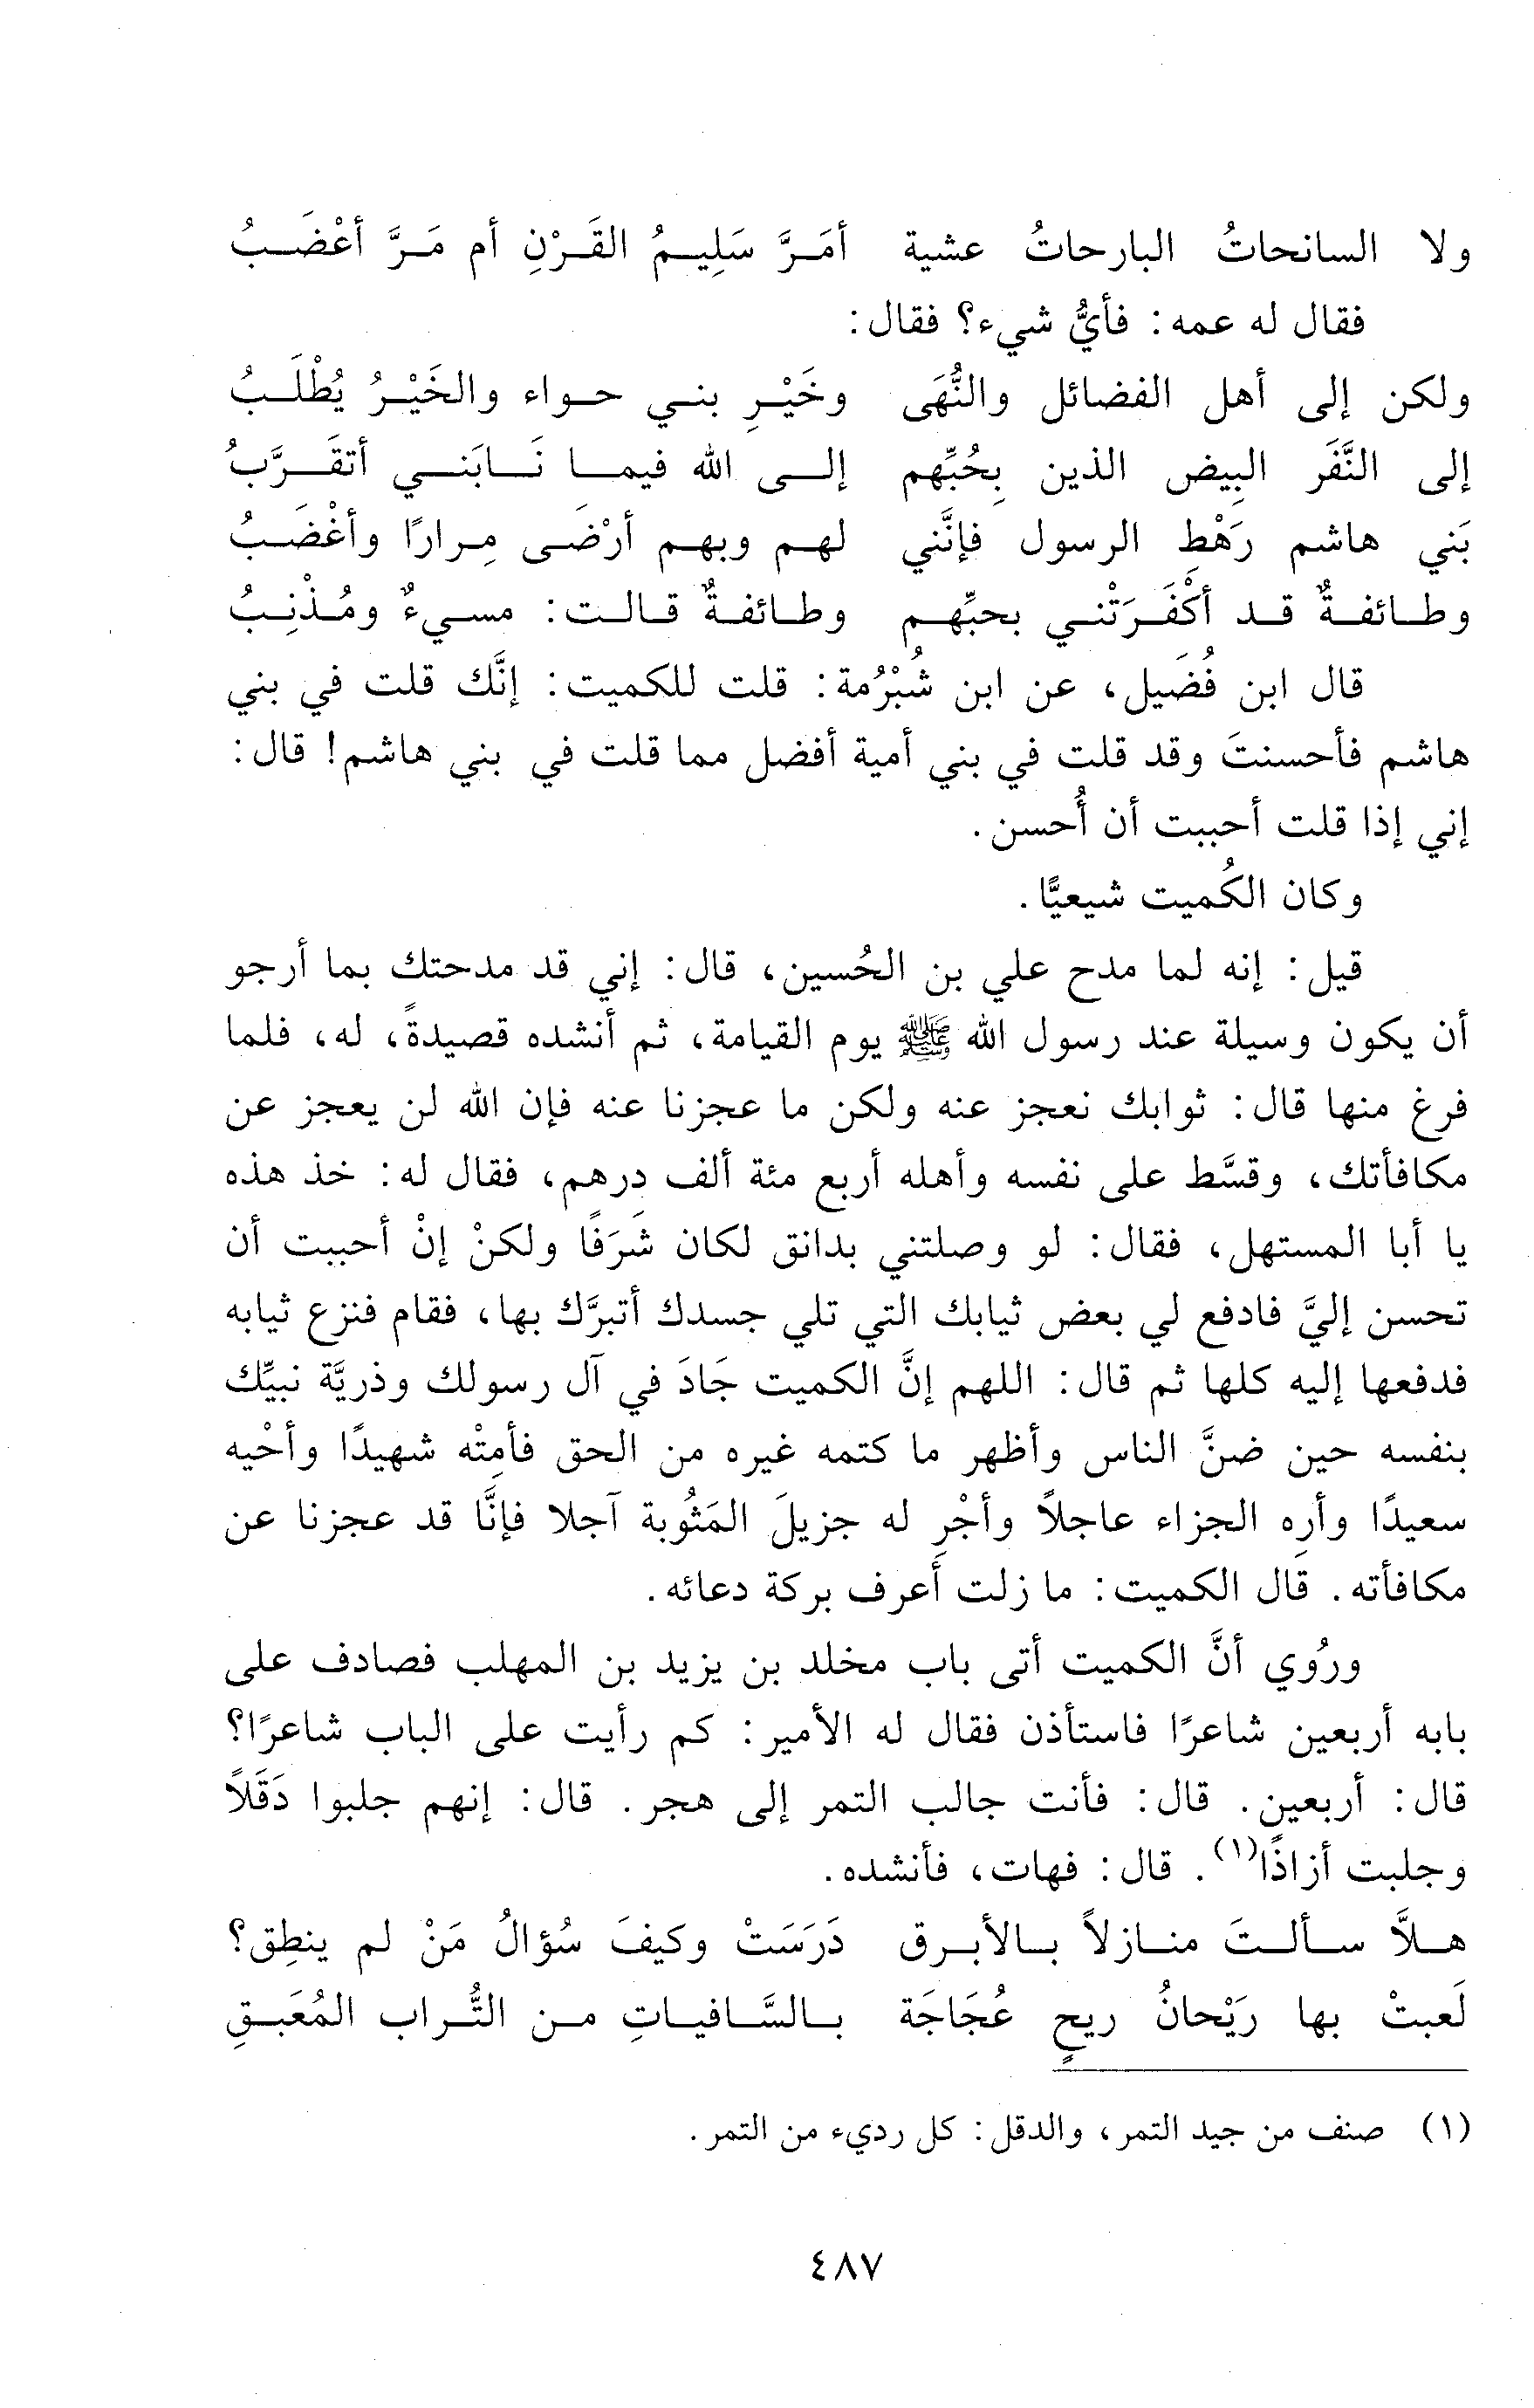 ولا السانحاتُ البارحاتُ عشية أمَرَّ سَلِيمُ القَرْنِ أم مَرَّ أعْضَبُ
فقال له عمه: فأيُّ شيء؟ فقال:
ولكن إلى أهل الفضائل والنُّهَى وخَيْرِ بني حواء والخَيْرُ يُطْلَبُ
إلى النَّفَر البِيض الذين بِحُبِّهم إلى الله فيما نَابَني أتقَرَّبُ
بَني هاشم رَهْطِ الرسول فإنَّني لهم وبهم أرْضَى مِرارًا وأغْضَبُ
وطائفةٌ قد أكْفَرَتْني بحبِّهم وطائفةٌ قالت: مسيءٌ ومُذْنِبُ
قال ابن فُضَيل، عن ابن شُبْرُمة: قلت للكميت: إنَّك قلت في بني
هاشم فأحسنتَ وقد قلت في بني أمية أفضل مما قلت في بني هاشم! قال:
إني إذا قلت أحببت أن أُحسن.
وكان الكُميت شيعيًّا.
قيل: إنه لما مدح علي بن الحُسين، قال: إني قد مدحتك بما أرجو
أن يكون وسيلة عند رسول الله ﷺ يوم القيامة، ثم أنشده قصيدةً، له، فلما
فرغ منها قال: ثوابك نعجز عنه ولكن ما عجزنا عنه فإن الله لن يعجز عن
مكافأتك، وقسَّط على نفسه وأهله أربع مئة ألف درهم، فقال له: خذ هذه
يا أبا المستهل، فقال: لو وصلتني بدانق لكان شَرَفًا ولكنْ إنْ أحببت أن
تحسن إليَّ فادفع لي بعض ثيابك التي تلي جسدك أتبرَّك بها، فقام فنزع ثيابه
فدفعها إليه كلها ثم قال: اللهم إنَّ الكميت جَادَ في آل رسولك وذريَّة نبيِّك
بنفسه حين ضنَّ الناس وأظهر ما كتمه غيره من الحق فأمِتْه شهيدًا وأحْيه
سعيدًا وأرِه الجزاء عاجلاً وأجْرِ له جزيلَ المَثُوبة آجلا فإنَّا قد عجزنا عن
مكافأته. قال الكميت: ما زلت أعرف بركة دعائه.
ورُوي أنَّ الكميت أتى باب مخلد بن يزيد بن المهلب فصادف على
بابه أربعين شاعرًا فاستأذن فقال له الأمير: كم رأيت على الباب شاعرًا؟
قال: أربعين. قال: فأنت جالب التمر إلى هجر. قال: إنهم جلبوا دَقَلاً
وجلبت أزاذًا(١). قال: فهات، فأنشده.
هلاَّ سألتَ منازلاً بالأبرق دَرَسَتْ وكيفَ سُؤالُ مَنْ لم ينطِق؟
لَعبتْ بها رَيْحانُ ريحٍ عُجَاجَة بالسَّافياتِ من التُّراب المُعَبقِ
(١) صنف من جيد التمر، والدقل: كل رديء من التمر.
٤٨٧